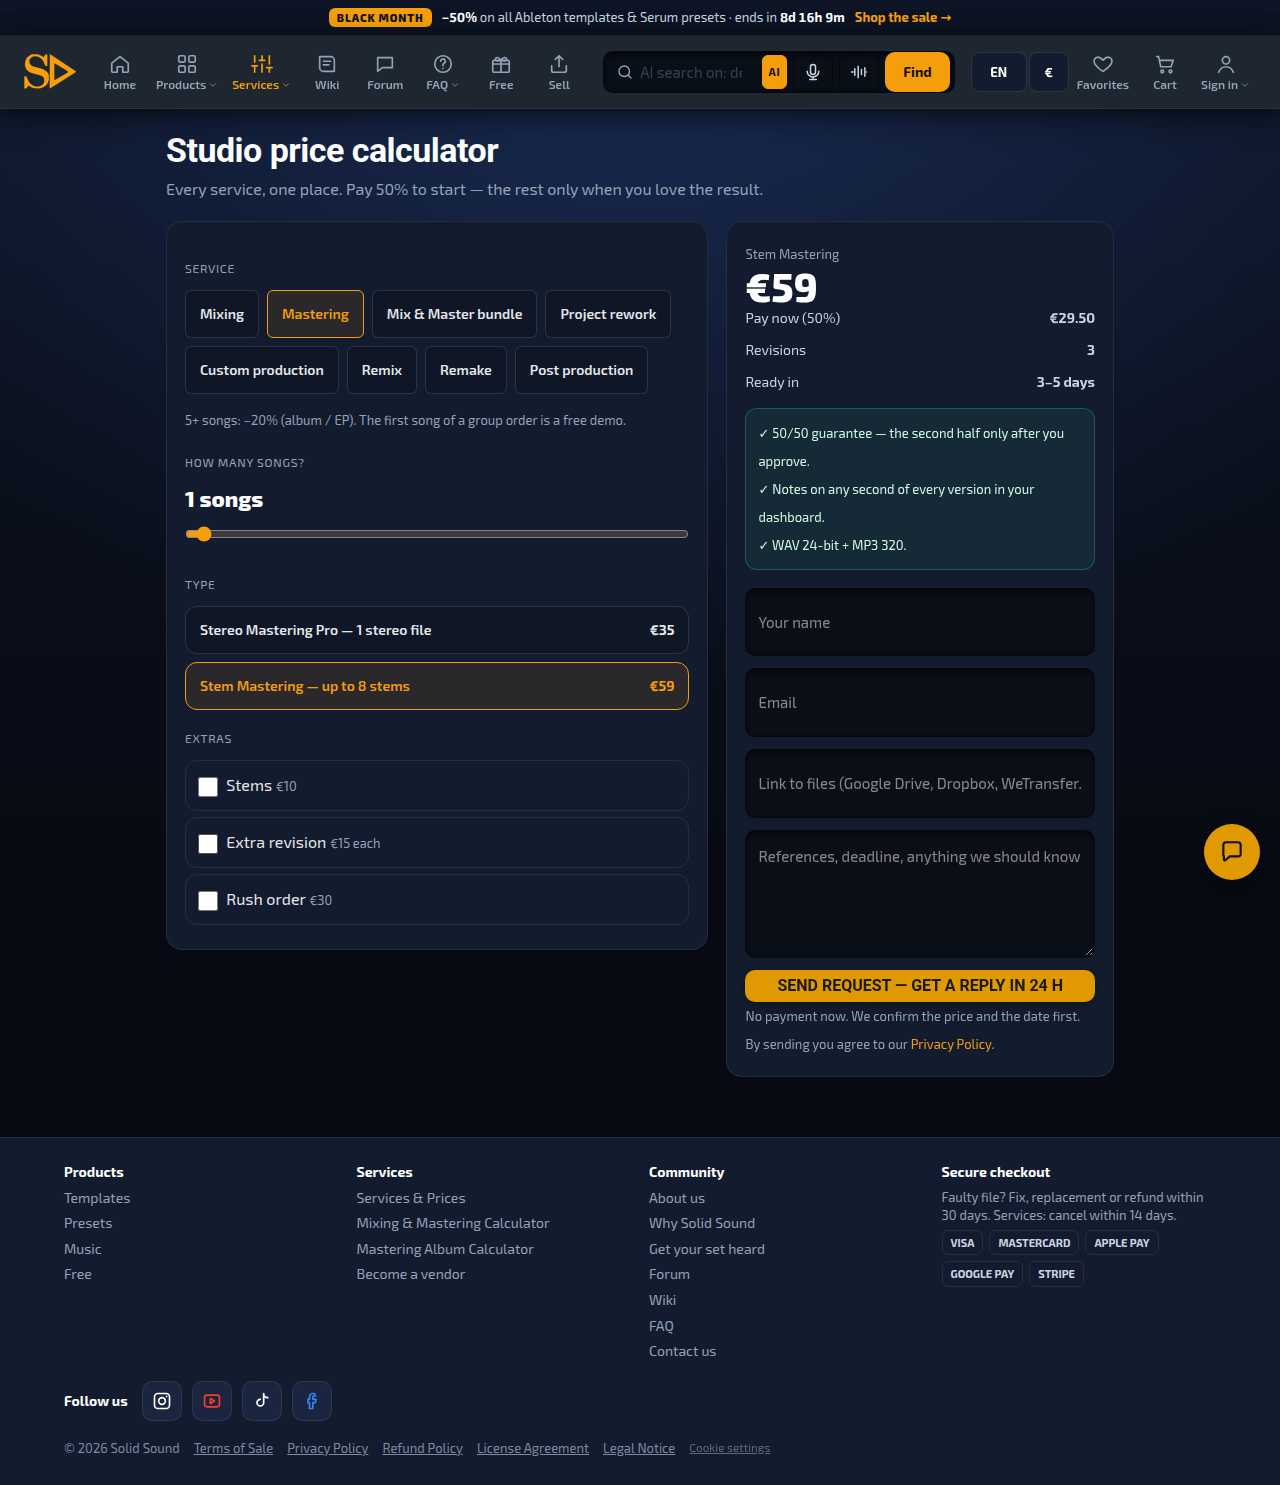 BLACK MONTH −50% on all Ableton templates & Serum presets · ends in 8d 16h 9m Shop the sale →
Home Products Services Wiki Forum FAQ Free Sell AI search on: dr AI Find EN € Favorites Cart Sign in
Studio price calculator
Every service, one place. Pay 50% to start — the rest only when you love the result.
SERVICE
Mixing Mastering Mix & Master bundle Project rework
Custom production Remix Remake Post production
5+ songs: −20% (album / EP). The first song of a group order is a free demo.
HOW MANY SONGS?
1 songs
TYPE
Stereo Mastering Pro — 1 stereo file €35
Stem Mastering — up to 8 stems €59
EXTRAS
Stems €10
Extra revision €15 each
Rush order €30
Stem Mastering
€59
Pay now (50%) €29.50
Revisions 3
Ready in 3–5 days
✓ 50/50 guarantee — the second half only after you
approve.
✓ Notes on any second of every version in your
dashboard.
✓ WAV 24-bit + MP3 320.
Your name
Email
Link to files (Google Drive, Dropbox, WeTransfer.
References, deadline, anything we should know
SEND REQUEST — GET A REPLY IN 24 H
No payment now. We confirm the price and the date first.
By sending you agree to our Privacy Policy.
Products
Templates
Presets
Music
Free
Services
Services & Prices
Mixing & Mastering Calculator
Mastering Album Calculator
Become a vendor
Community
About us
Why Solid Sound
Get your set heard
Forum
Wiki
FAQ
Contact us
Secure checkout
Faulty file? Fix, replacement or refund within
30 days. Services: cancel within 14 days.
VISA MASTERCARD APPLE PAY
GOOGLE PAY STRIPE
Follow us
© 2026 Solid Sound Terms of Sale Privacy Policy Refund Policy License Agreement Legal Notice Cookie settings